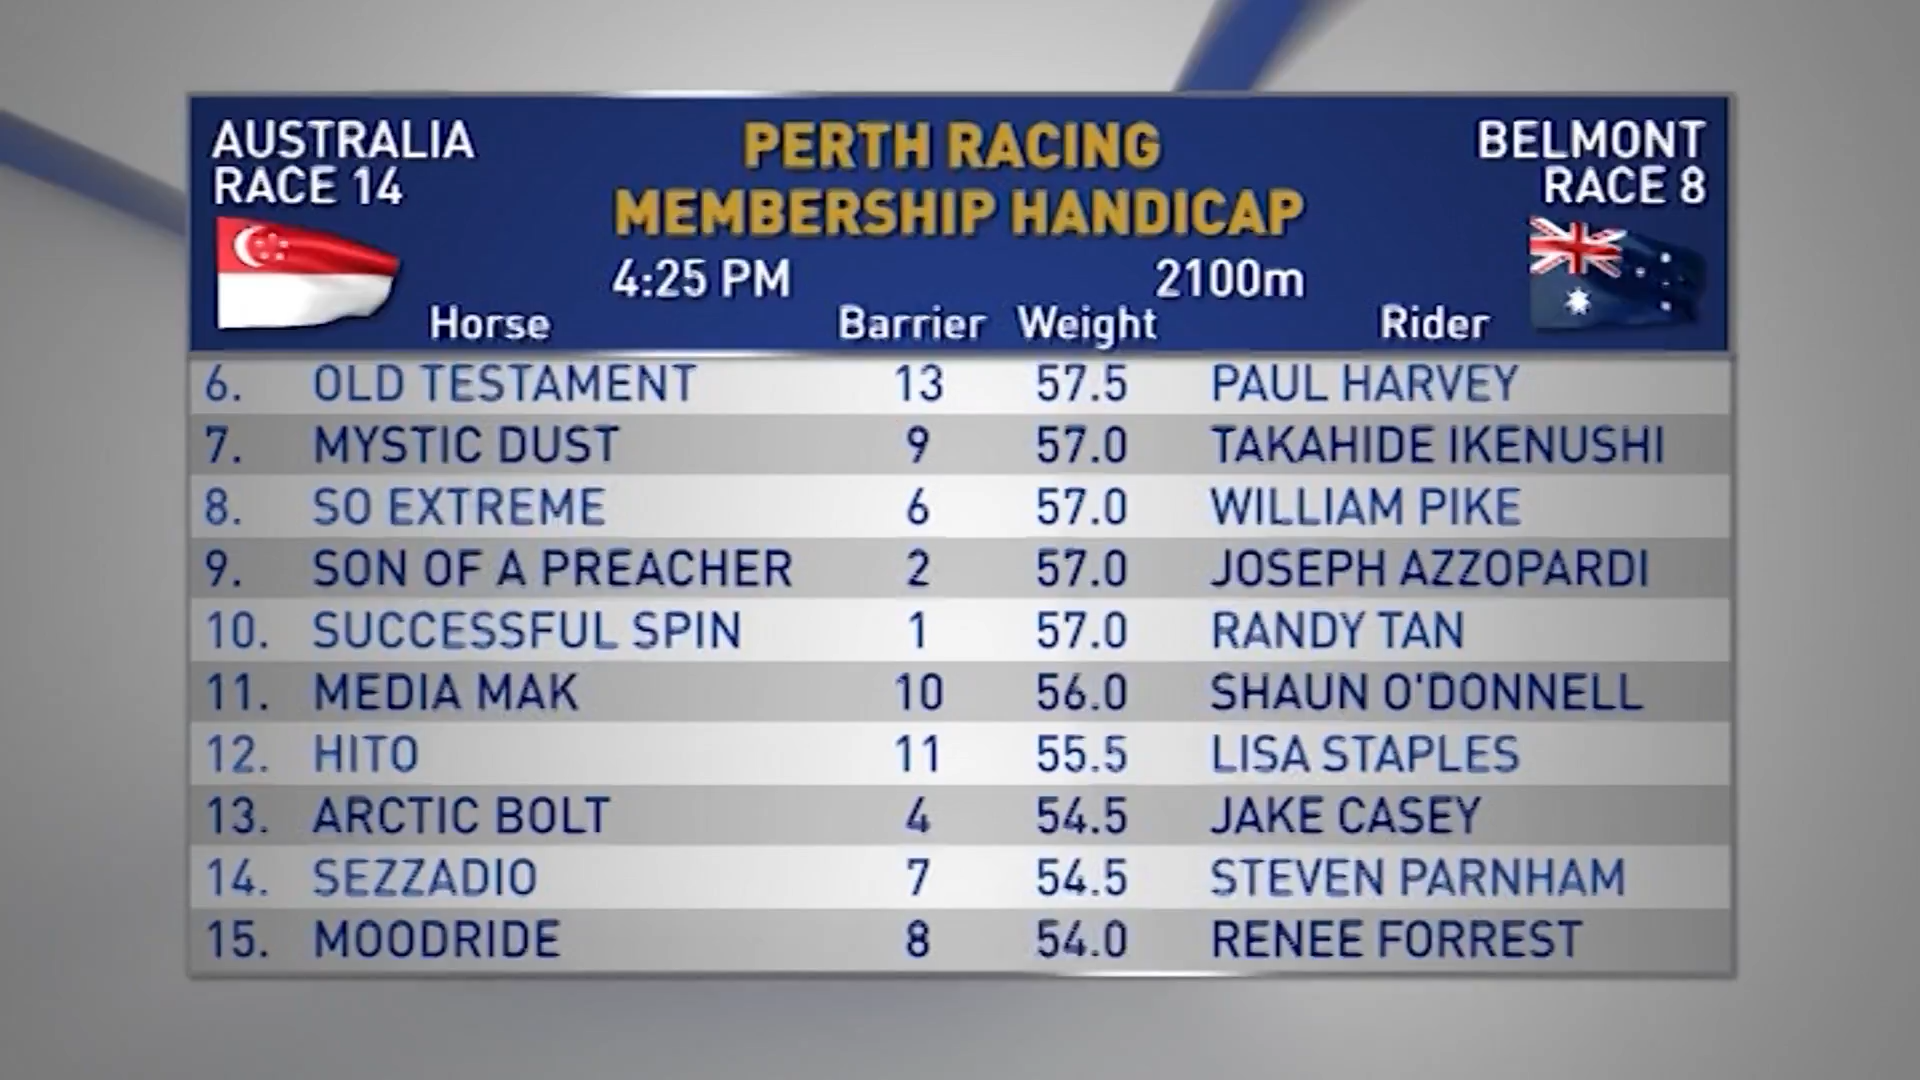 AUSTRALIA
RACE 14
PERTH RACING
MEMBERSHIP HANDICAP
BELMONT
RACE 8
4:25 PM 2100m
Horse Barrier Weight Rider
6. OLD TESTAMENT 13 57.5 PAUL HARVEY
7. MYSTIC DUST 9 57.0 TAKAHIDE IKENUSHI
8. SO EXTREME 6 57.0 WILLIAM PIKE
9. SON OF A PREACHER 2 57.0 JOSEPH AZZOPARDI
10. SUCCESSFUL SPIN 1 57.0 RANDY TAN
11. MEDIA MAK 10 56.0 SHAUN O'DONNELL
12. HITO 11 55.5 LISA STAPLES
13. ARCTIC BOLT 4 54.5 JAKE CASEY
14. SEZZADIO 7 54.5 STEVEN PARNHAM
15. MOODRIDE 8 54.0 RENEE FORREST